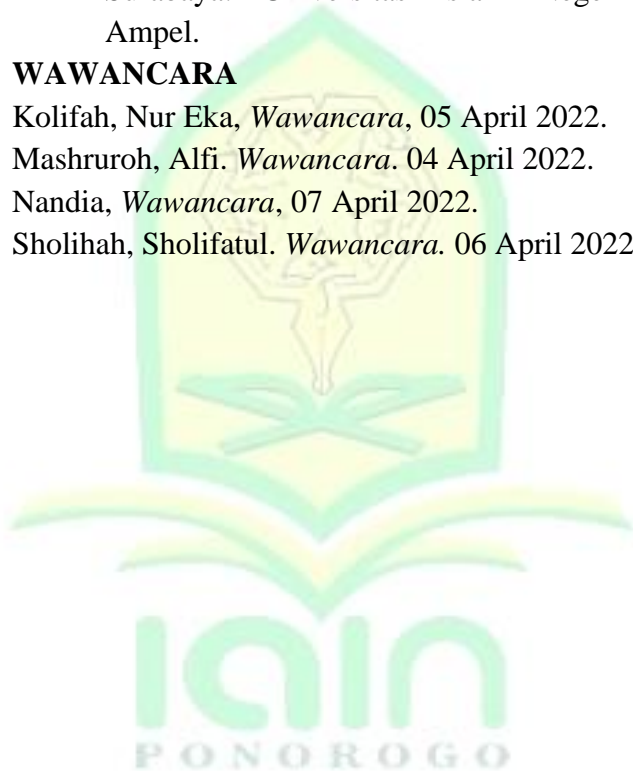 Ampel.
WAWANCARA
Kolifah, Nur Eka, Wawancara, 05 April 2022.
Mashruroh, Alfi. Wawancara. 04 April 2022.
Nandia, Wawancara, 07 April 2022.
Sholihah, Sholifatul. Wawancara. 06 April 2022
iain
PONOROGO